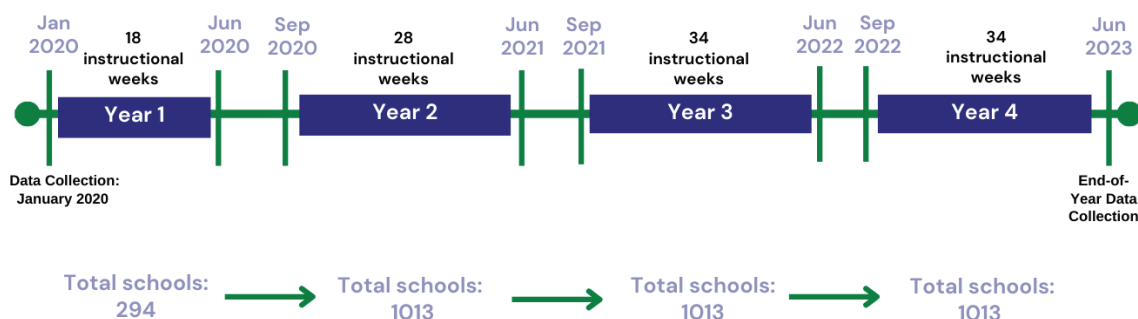 Jan
2020
18
instructional
weeks
Jun
2020
Sep
2020
28
instructional
weeks
Jun
2021
Sep
2021
34
instructional
weeks
Jun
2022
Sep
2022
34
instructional
weeks
Jun
2023
Year 1
Year 2
Year 3
Year 4
Data Collection:
January 2020
End-of-
Year Data
Collection
Total schools:
294
Total schools:
1013
Total schools:
1013
Total schools:
1013